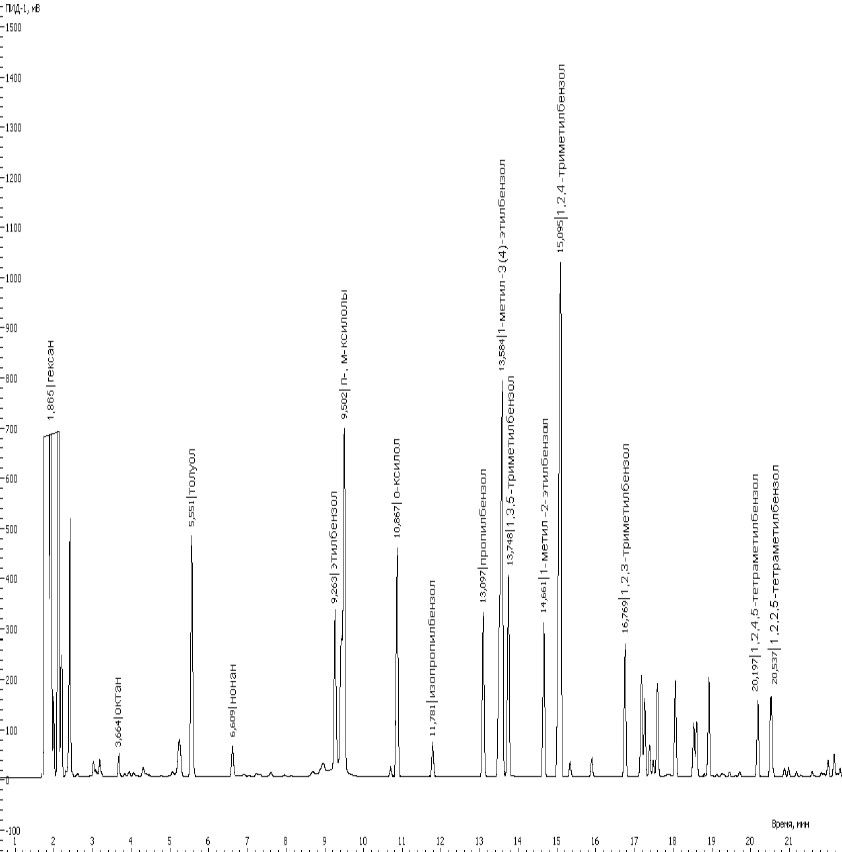 ПИД-1, мВ
1500
1400
1300
1200
1100
1000
900
800
700
600
500
400
300
200
100
0
-100
1,865|гексан
3,664|октан
5,551|толуол
6,609|нонан
9,263| этилбензол
9,502| п-, м-ксилолы
10,867| о-ксилол
11,781|изопропилбензол
13,097|пропилбензол
13,584|1-метил-3(4)-этилбензол
13,748|1,3,5-триметилбензол
14,661|1-метил-2-этилбензол
15,095|1,2,4-триметилбензол
16,769|1,2,3-триметилбензол
20,197|1,2,4,5-тетраметилбензол
20,537|1,2,2,5-тетраметилбензол
Время, мин
1 2 3 4 5 6 7 8 9 10 11 12 13 14 15 16 17 18 19 20 21